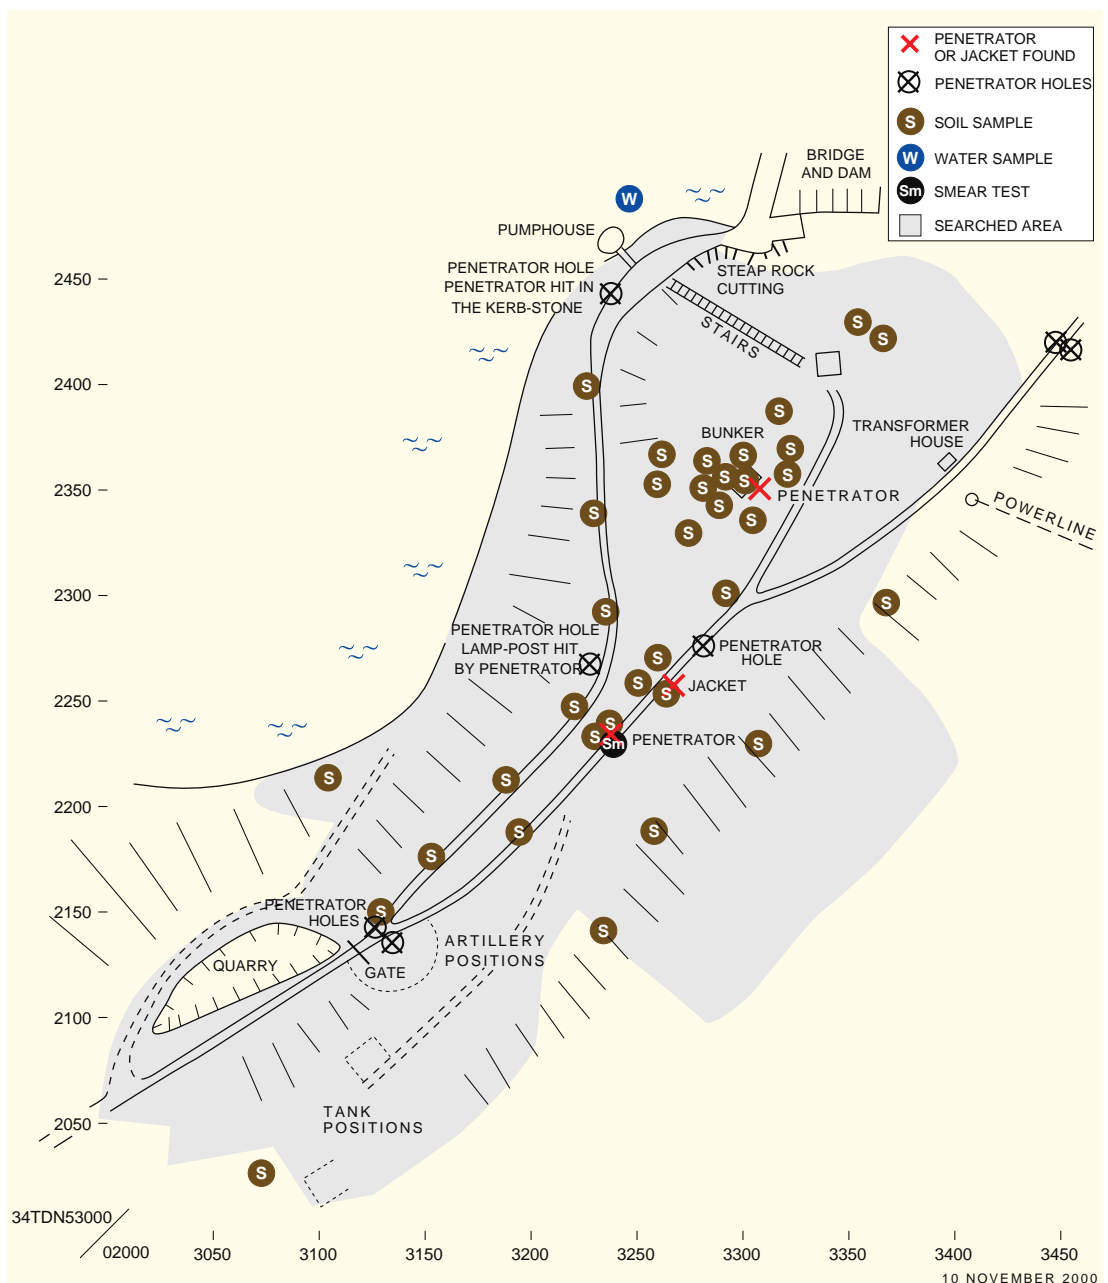 PENETRATOR
OR JACKET FOUND
PENETRATOR HOLES
S
SOIL SAMPLE
W
WATER SAMPLE
Sm
SMEAR TEST
SEARCHED AREA
BRIDGE
AND DAM
W
PUMPHOUSE
PENETRATOR HOLE
PENETRATOR HIT IN
THE KERB-STONE
STEAP ROCK
CUTTING
STAIRS
S
S
S
S
BUNKER
TRANSFORMER
HOUSE
S
S
S
S
S
S
S
S
S
S
S
S
S
S
PENETRATOR
POWERLINE
S
S
S
S
PENETRATOR HOLE
LAMP-POST HIT
BY PENETRATOR
PENETRATOR
HOLE
S
S
S
JACKET
S
S
S
Sm
PENETRATOR
S
S
S
S
S
S
S
PENETRATOR
HOLES
S
ARTILLERY
POSITIONS
GATE
QUARRY
TANK
POSITIONS
S
2450
2400
2350
2300
2250
2200
2150
2100
2050
34TDN53000
02000
3050
3100
3150
3200
3250
3300
3350
3400
3450
10 NOVEMBER 2000